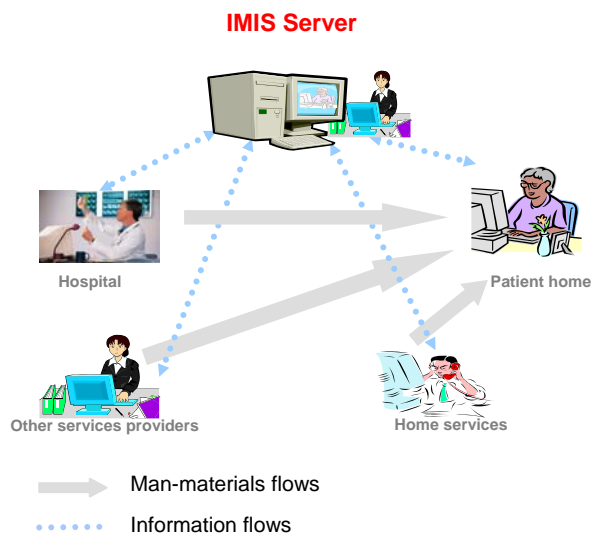 IMIS Server
Hospital
Patient home
Other services providers
Home services
Man-materials flows
Information flows